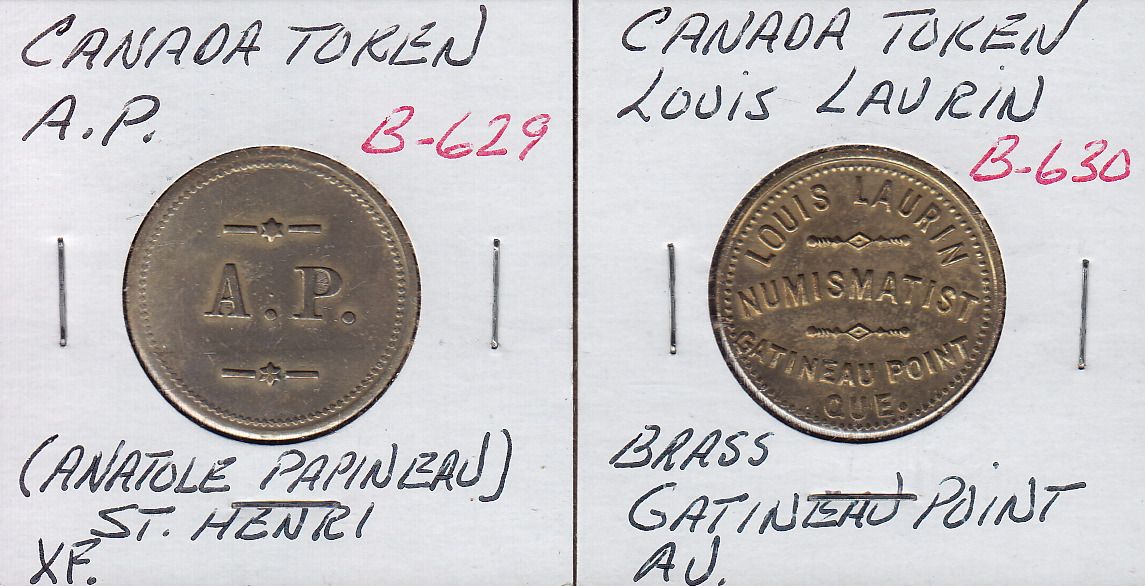 CANADA TOKEN
A.P.
B-629
A.P.
(ANATOLE PAPINEAU)
ST. HENRI
XF.
CANADA TOKEN
LOUIS LAURIN
B-630
LOUIS LAURIN
NUMISMATIST
GATINEAU POINT
QUE.
BRASS
GATINEAU POINT
AU.